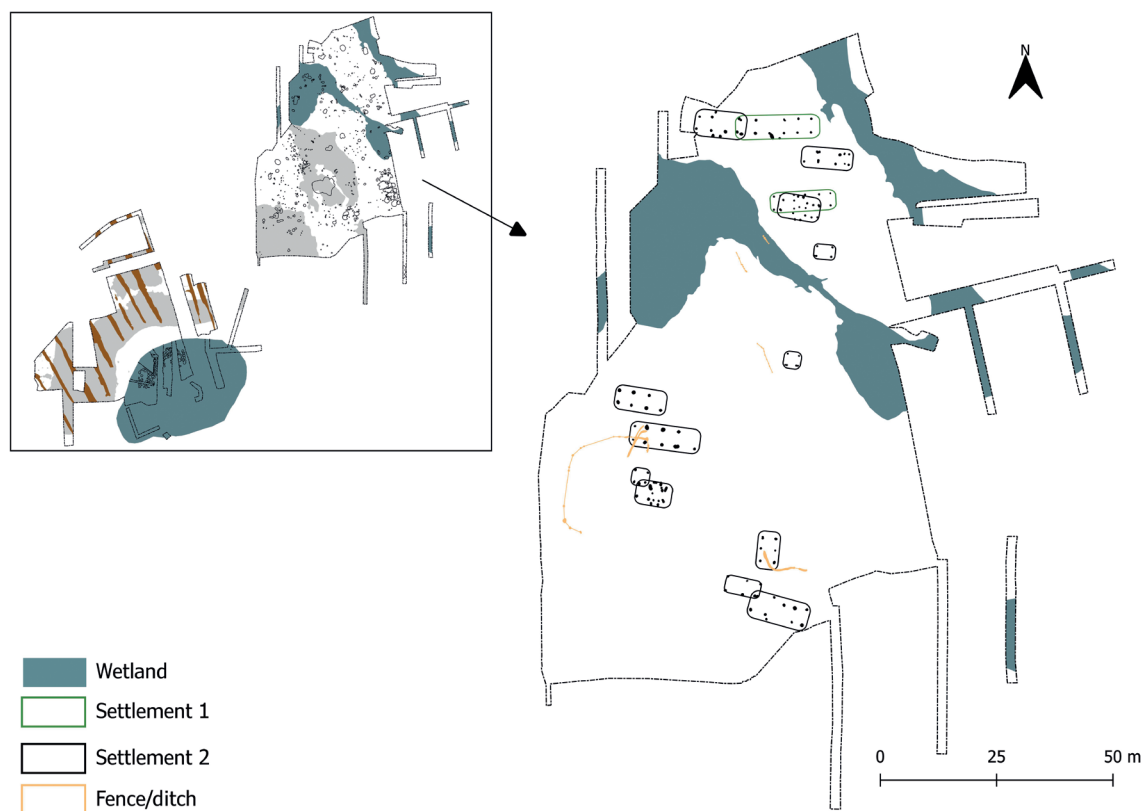 N
Wetland
Settlement 1
Settlement 2
Fence/ditch
0 25 50 m